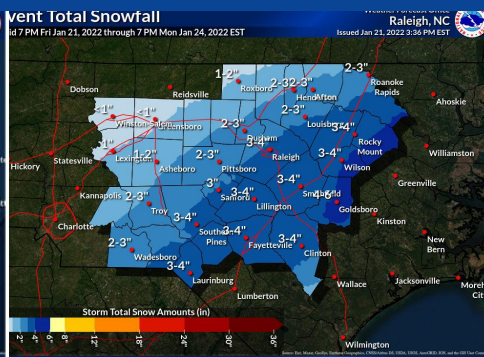 vent Total Snowfall
Weather Forecast Office
Raleigh, NC
id 7 PM Fri Jan 21, 2022 through 7 PM Mon Jan 24, 2022 EST
Issued Jan 21, 2022 3:36 PM EST
1-2"
2-3"
2-3"
2-3"
Dobson
Reidsville
Roxboro
Henderson
Afton
Roanoke
Rapids
Ahoskie
<1"
<1"
Winston-Salem
Greensboro
2-3"
Louisburg
2-3"
Durham
3-4"
Rocky
Mount
<1"
1-2"
2-3"
3-4"
3-4"
Hickory
Statesville
Lexington
Asheboro
Pittsboro
Raleigh
Wilson
Williamston
Kannapolis
2-3"
3"
3-4"
3-4"
4-6"
Greenville
Troy
Sanford
Lillington
Smithfield
Goldsboro
Kinston
Charlotte
3-4"
3-4"
3-4"
2-3"
Southern
Pines
Fayetteville
Clinton
New
Bern
Wadesboro
3-4"
Laurinburg
Lumberton
Wallace
Jacksonville
Moreh
Cit
Storm Total Snow Amounts (in)
2"
4"
6"
8"
12"
18"
24"
30"
36"
Wilmington